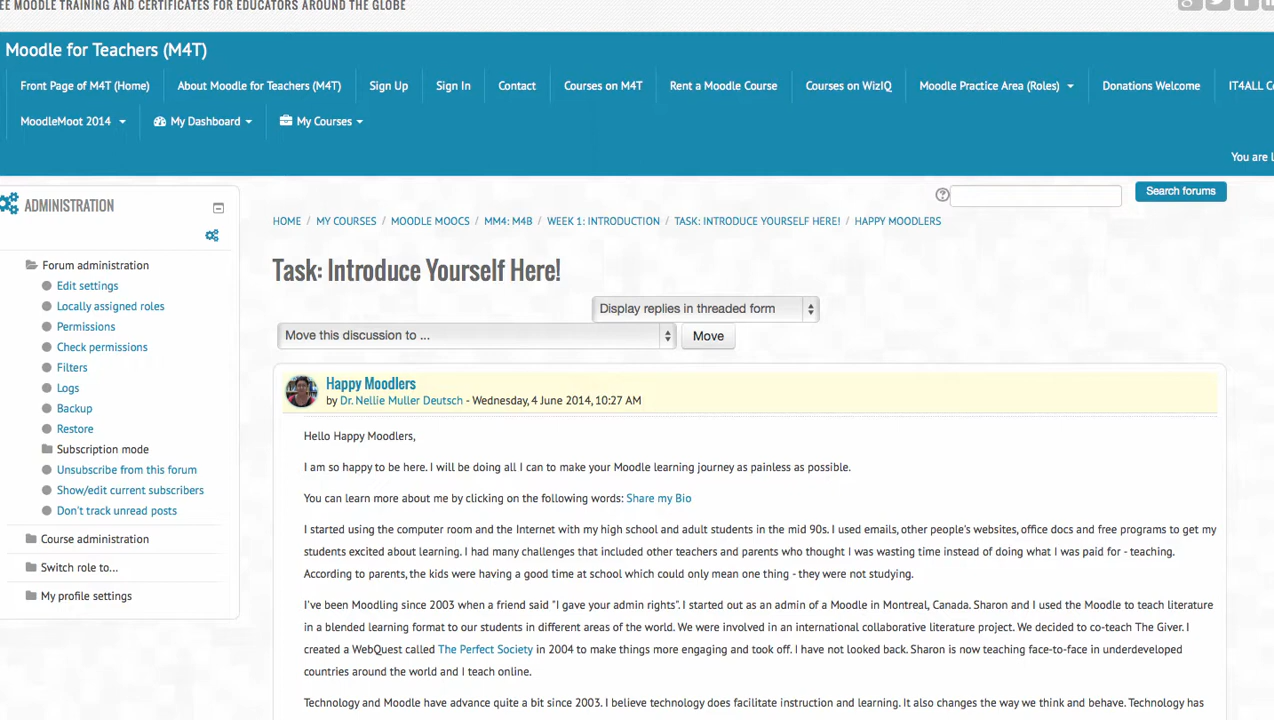 EE MOODLE TRAINING AND CERTIFICATES FOR EDUCATORS AROUND THE GLOBE
Moodle for Teachers (M4T)
Front Page of M4T (Home) About Moodle for Teachers (M4T) Sign Up Sign In Contact Courses on M4T Rent a Moodle Course Courses on WizIQ Moodle Practice Area (Roles) Donations Welcome IT4ALL Co
MoodleMoot 2014 My Dashboard My Courses
You are l
ADMINISTRATION
Forum administration
Edit settings
Locally assigned roles
Permissions
Check permissions
Filters
Logs
Backup
Restore
Subscription mode
Unsubscribe from this forum
Show/edit current subscribers
Don't track unread posts
Course administration
Switch role to...
My profile settings
Search forums
HOME / MY COURSES / MOODLE MOOCS / MM4: M4B / WEEK 1: INTRODUCTION / TASK: INTRODUCE YOURSELF HERE! / HAPPY MOODLERS
Task: Introduce Yourself Here!
Display replies in threaded form
Move this discussion to ... Move
Happy Moodlers
by Dr. Nellie Muller Deutsch - Wednesday, 4 June 2014, 10:27 AM
Hello Happy Moodlers,
I am so happy to be here. I will be doing all I can to make your Moodle learning journey as painless as possible.
You can learn more about me by clicking on the following words: Share my Bio
I started using the computer room and the Internet with my high school and adult students in the mid 90s. I used emails, other people's websites, office docs and free programs to get my
students excited about learning. I had many challenges that included other teachers and parents who thought I was wasting time instead of doing what I was paid for - teaching.
According to parents, the kids were having a good time at school which could only mean one thing - they were not studying.
I've been Moodling since 2003 when a friend said "I gave your admin rights". I started out as an admin of a Moodle in Montreal, Canada. Sharon and I used the Moodle to teach literature
in a blended learning format to our students in different areas of the world. We were involved in an international collaborative literature project. We decided to co-teach The Giver. I
created a WebQuest called The Perfect Society in 2004 to make things more engaging and took off. I have not looked back. Sharon is now teaching face-to-face in underdeveloped
countries around the world and I teach online.
Technology and Moodle have advance quite a bit since 2003. I believe technology does facilitate instruction and learning. It also changes the way we think and behave. Technology has